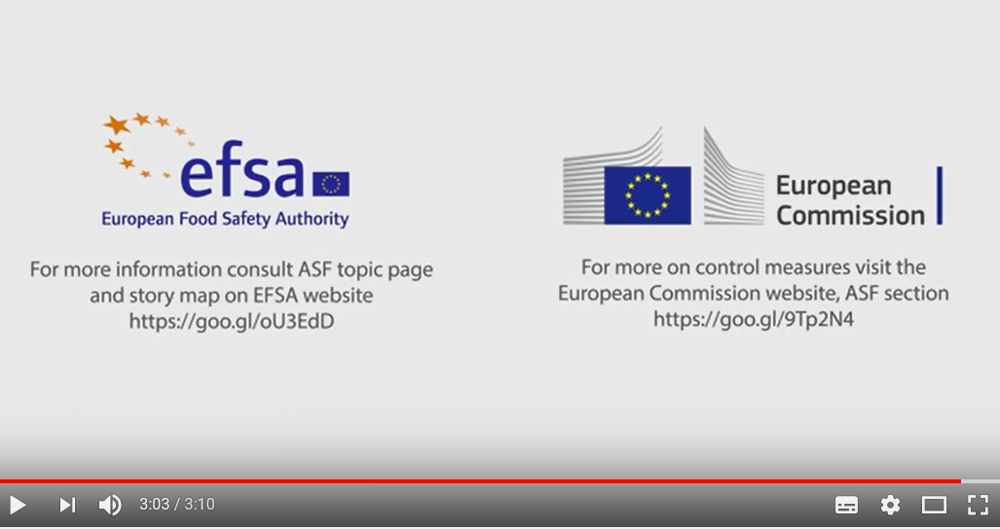 efsa
European Food Safety Authority
For more information consult ASF topic page
and story map on EFSA website
https://goo.gl/oU3EdD
European
Commission
For more on control measures visit the
European Commission website, ASF section
https://goo.gl/9Tp2N4
3:03 / 3:10